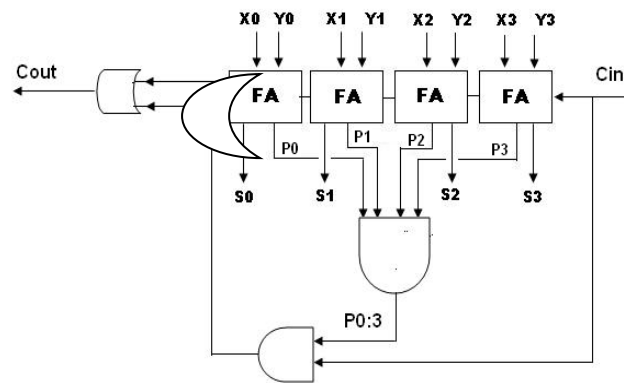 X0 Y0 X1 Y1 X2 Y2 X3 Y3
Cout Cin
FA FA FA FA
P0 P1 P2 P3
S0 S1 S2 S3
P0:3